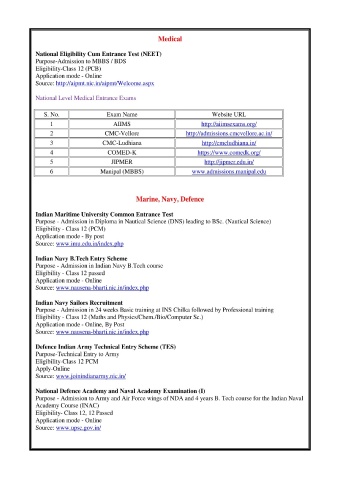 Medical
National Eligibility Cum Entrance Test (NEET)
Purpose-Admission to MBBS / BDS
Eligibility-Class 12 (PCB)
Application mode - Online
Source: http://aipmt.nic.in/aipmt/Welcome.aspx
National Level Medical Entrance Exams
S. No. Exam Name Website URL
1 AIIMS http://aiimsexams.org/
2 CMC-Vellore http://admissions.cmcvellore.ac.in/
3 CMC-Ludhiana http://cmcludhiana.in/
4 COMED-K https://www.comedk.org/
5 JIPMER http://jipmer.edu.in/
6 Manipal (MBBS) www.admissions.manipal.edu
Marine, Navy, Defence
Indian Maritime University Common Entrance Test
Purpose - Admission in Diploma in Nautical Science (DNS) leading to BSc. (Nautical Science)
Eligibility - Class 12 (PCM)
Application mode - By post
Source: www.imu.edu.in/index.php
Indian Navy B.Tech Entry Scheme
Purpose - Admission in Indian Navy B.Tech course
Eligibility - Class 12 passed
Application mode - Online
Source: www.nausena-bharti.nic.in/index.php
Indian Navy Sailors Recruitment
Purpose - Admission in 24 weeks Basic training at INS Chilka followed by Professional training
Eligibility - Class 12 (Maths and Physics/Chem./Bio/Computer Sc.)
Application mode - Online, By Post
Source: www.nausena-bharti.nic.in/index.php
Defence Indian Army Technical Entry Scheme (TES)
Purpose-Technical Entry to Army
Eligibility-Class 12 PCM
Apply-Online
Source: www.joinindianarmy.nic.in/
National Defence Academy and Naval Academy Examination (I)
Purpose - Admission to Army and Air Force wings of NDA and 4 years B. Tech course for the Indian Naval
Academy Course (INAC)
Eligibility- Class 12, 12 Passed
Application mode - Online
Source: www.upsc.gov.in/